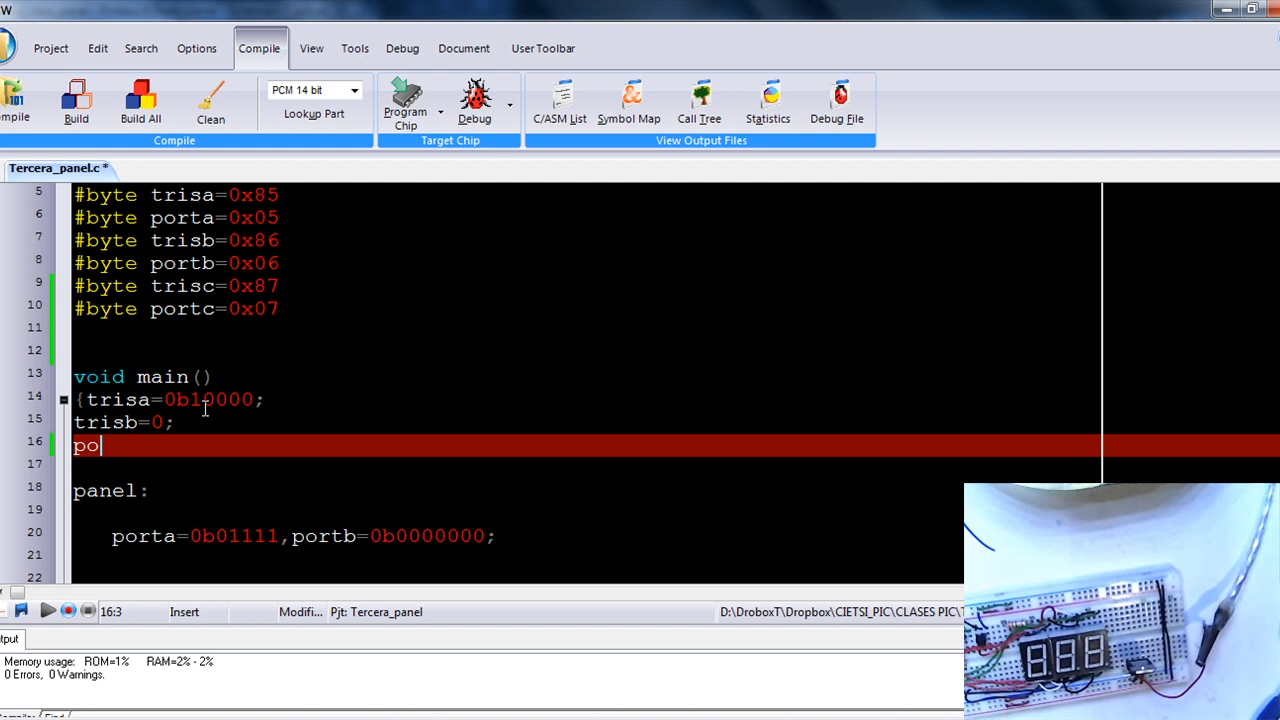 W
Project Edit Search Options Compile View Tools Debug Document User Toolbar
PCM 14 bit
Build Build All Clean Lookup Part Program Chip Debug C/ASM List Symbol Map Call Tree Statistics Debug File
Compile Target Chip View Output Files
Tercera_panel.c *
5 #byte trisa=0x85
6 #byte porta=0x05
7 #byte trisb=0x86
8 #byte portb=0x06
9 #byte trisc=0x87
10 #byte portc=0x07
11
12
13 void main()
14 {trisa=0b10000;
15 trisb=0;
16 po
17
18 panel:
19
20 porta=0b01111,portb=0b0000000;
21
22
16:3 Insert Modifi... Pjt: Tercera_panel D:\DroboxT\Dropbox\CIETSI_PIC\CLASES PIC\T
Memory usage: ROM=1% RAM=2% - 2%
0 Errors, 0 Warnings.